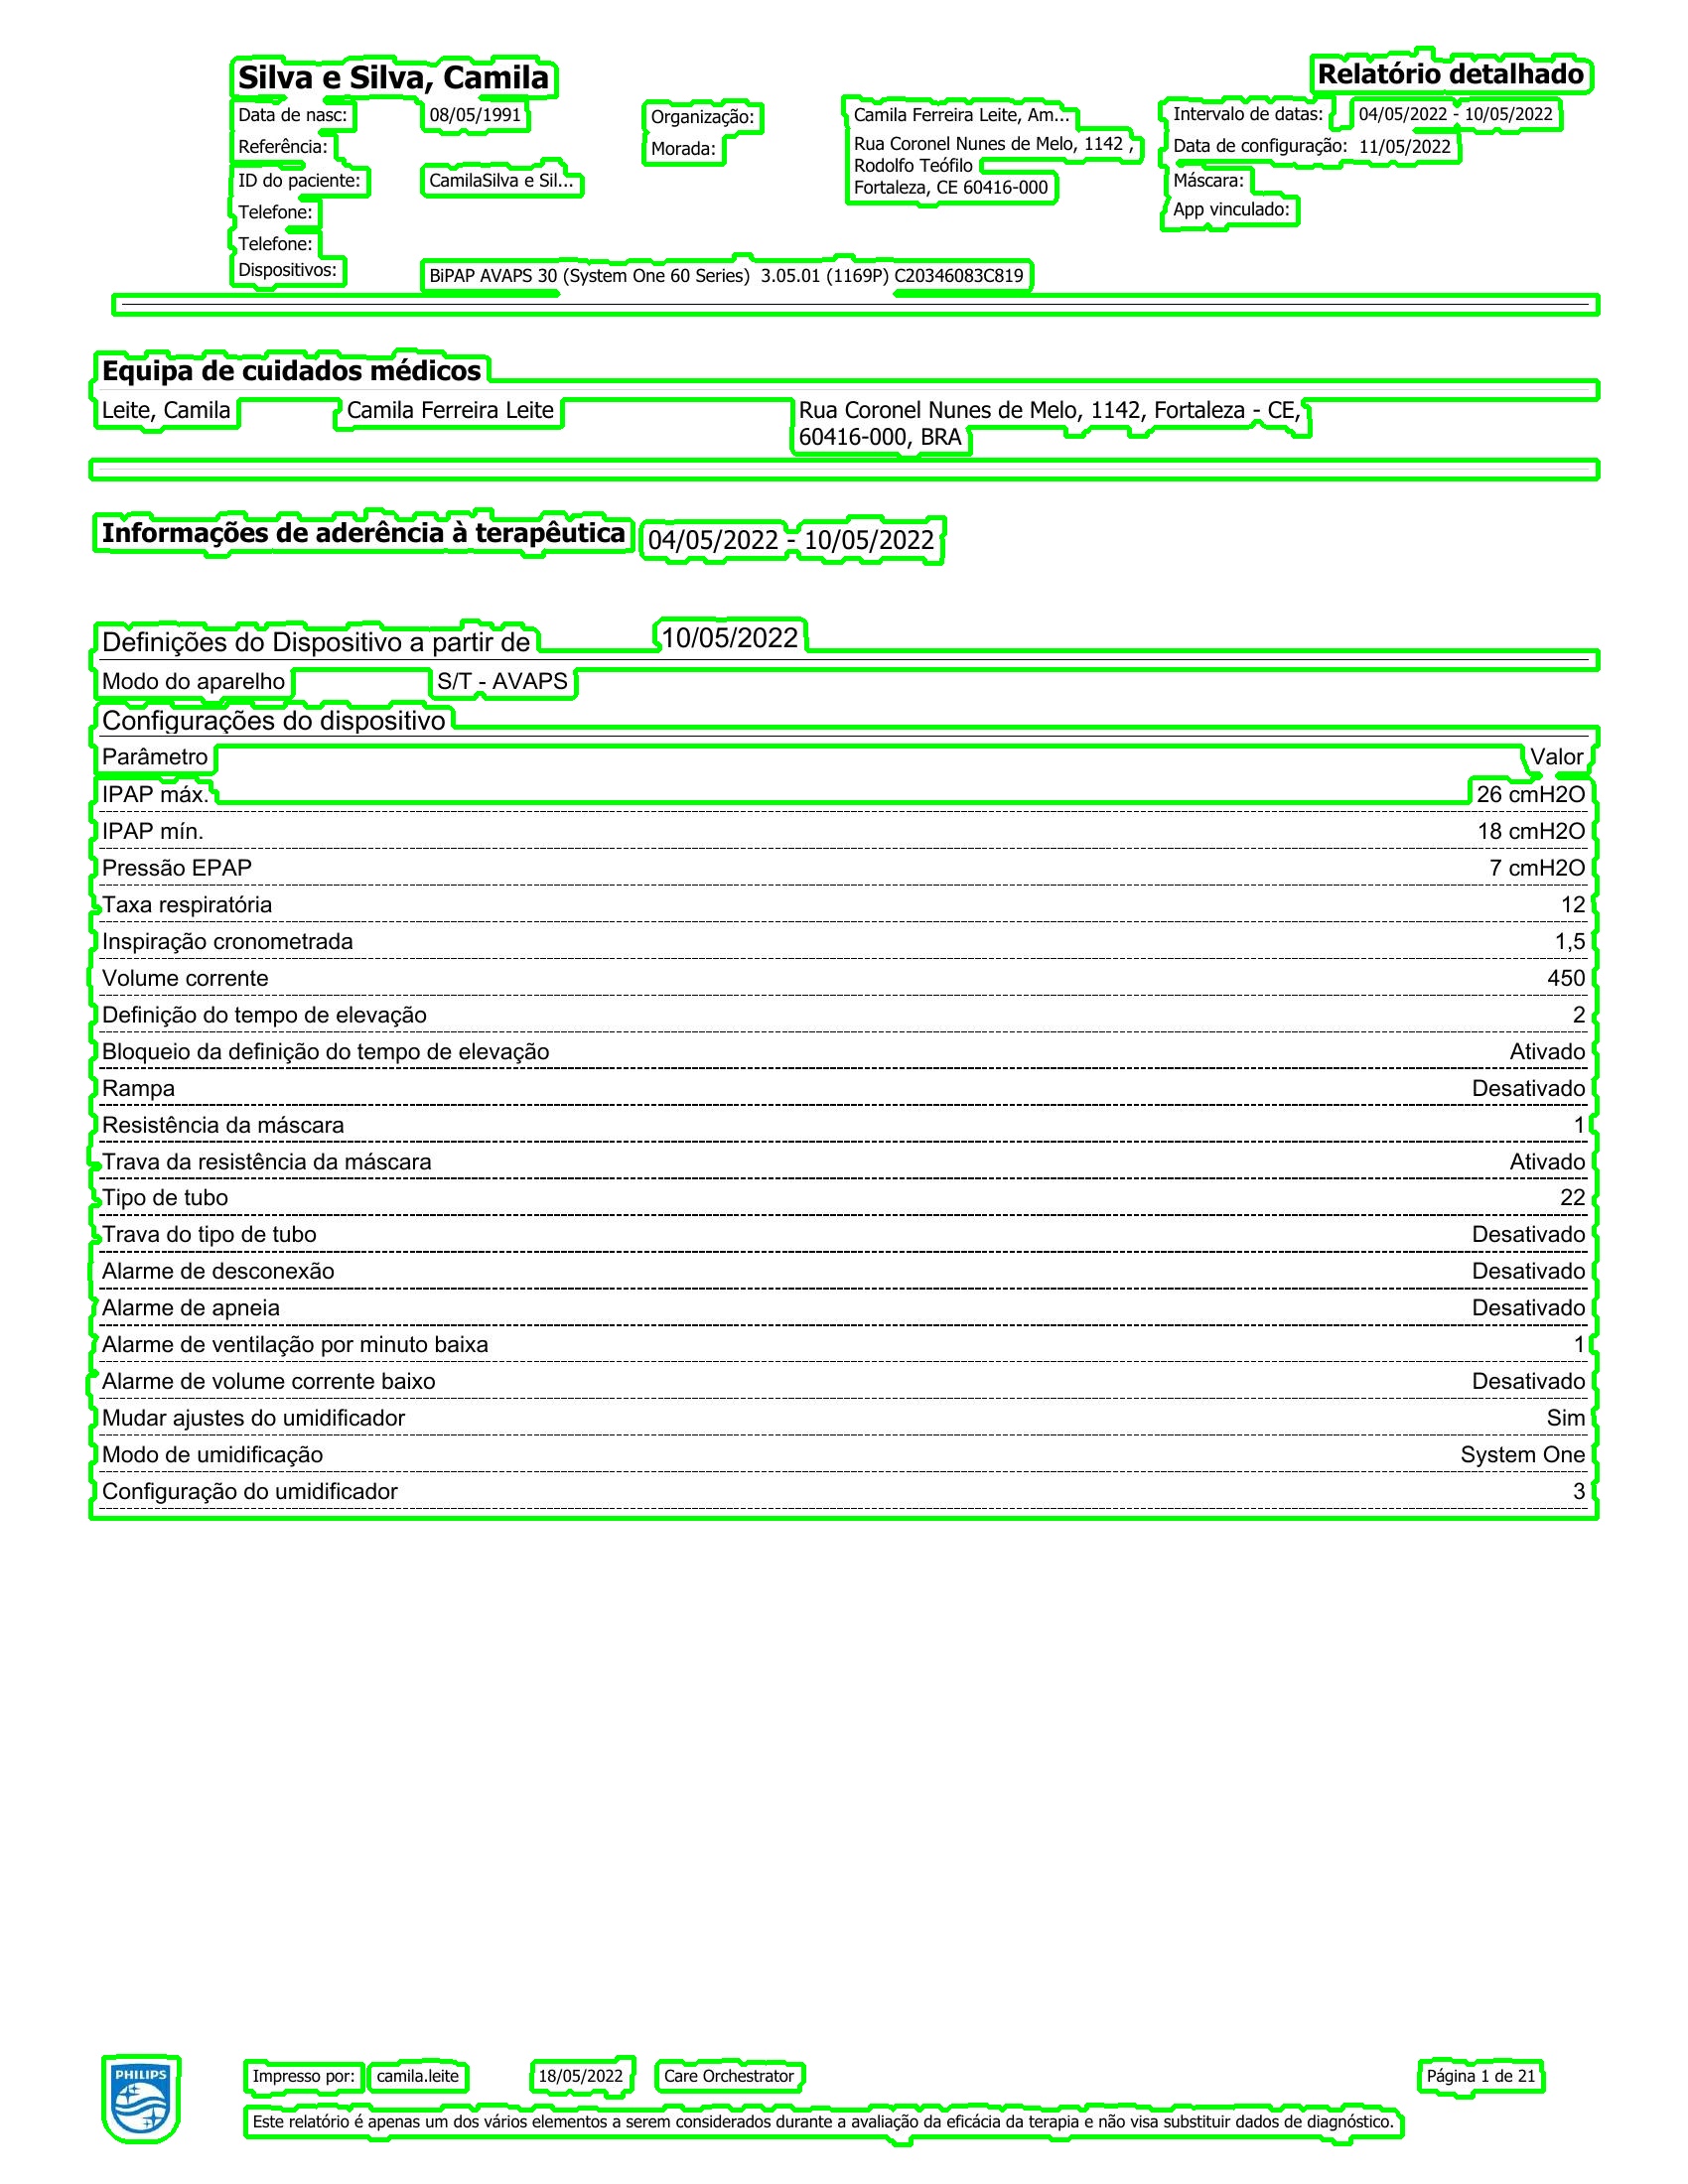 Silva e Silva, Camila
Relatório detalhado
Data de nasc: 08/05/1991
Referência:
ID do paciente: CamilaSilva e Sil...
Telefone:
Telefone:
Dispositivos: BiPAP AVAPS 30 (System One 60 Series) 3.05.01 (1169P) C20346083C819
Organização: Camila Ferreira Leite, Am...
Morada: Rua Coronel Nunes de Melo, 1142 ,
Rodolfo Teófilo
Fortaleza, CE 60416-000
Intervalo de datas: 04/05/2022 - 10/05/2022
Data de configuração: 11/05/2022
Máscara:
App vinculado:
Equipa de cuidados médicos
Leite, Camila Camila Ferreira Leite Rua Coronel Nunes de Melo, 1142, Fortaleza - CE,
60416-000, BRA
Informações de aderência à terapêutica 04/05/2022 - 10/05/2022
Definições do Dispositivo a partir de 10/05/2022
Modo do aparelho S/T - AVAPS
Configurações do dispositivo
Parâmetro Valor
IPAP máx. 26 cmH2O
IPAP mín. 18 cmH2O
Pressão EPAP 7 cmH2O
Taxa respiratória 12
Inspiração cronometrada 1,5
Volume corrente 450
Definição do tempo de elevação 2
Bloqueio da definição do tempo de elevação Ativado
Rampa Desativado
Resistência da máscara 1
Trava da resistência da máscara Ativado
Tipo de tubo 22
Trava do tipo de tubo Desativado
Alarme de desconexão Desativado
Alarme de apneia Desativado
Alarme de ventilação por minuto baixa 1
Alarme de volume corrente baixo Desativado
Mudar ajustes do umidificador Sim
Modo de umidificação System One
Configuração do umidificador 3
PHILIPS
Impresso por: camila.leite 18/05/2022 Care Orchestrator Página 1 de 21
Este relatório é apenas um dos vários elementos a serem considerados durante a avaliação da eficácia da terapia e não visa substituir dados de diagnóstico.